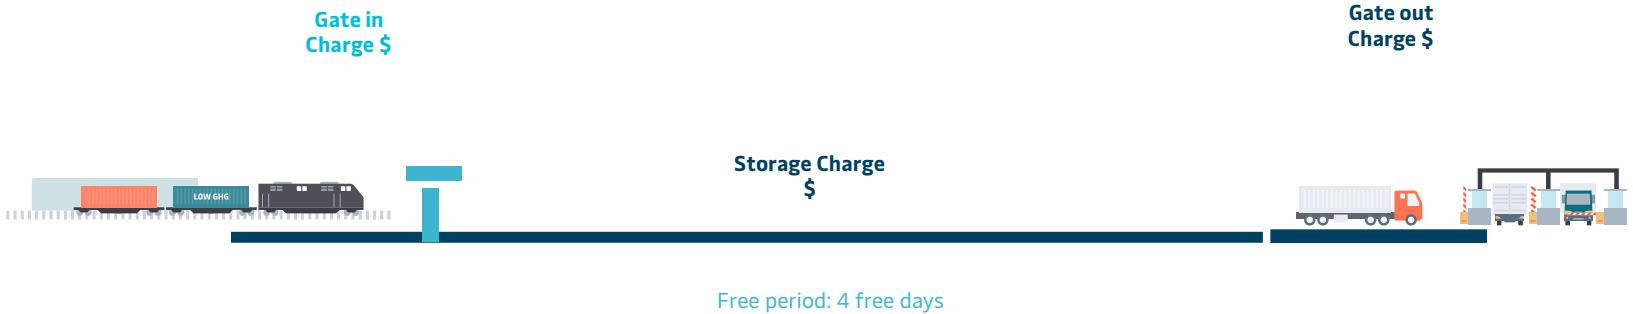 Gate in
Charge $
Gate out
Charge $
Storage Charge
$
LOW GHG
Free period: 4 free days